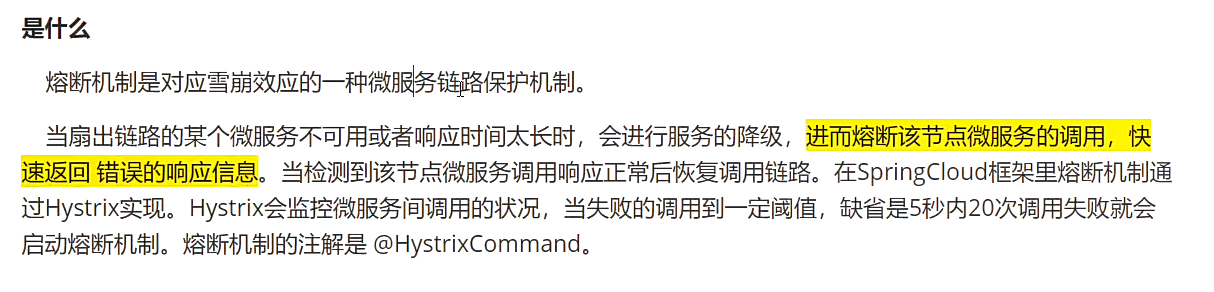 是什么
熔断机制是对应雪崩效应的一种微服务链路保护机制。
当扇出链路的某个微服务不可用或者响应时间太长时，会进行服务的降级，进而熔断该节点微服务的调用，快
速返回 错误的响应信息。当检测到该节点微服务调用响应正常后恢复调用链路。在SpringCloud框架里熔断机制通
过Hystrix实现。Hystrix会监控微服务间调用的状况，当失败的调用到一定阈值，缺省是5秒内20次调用失败就会
启动熔断机制。熔断机制的注解是 @HystrixCommand。